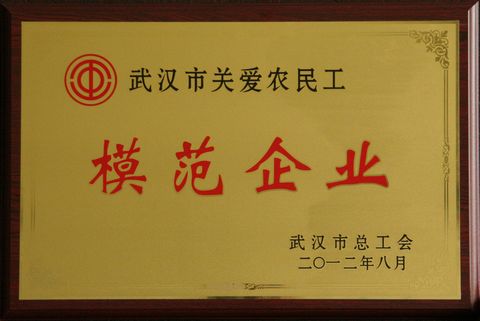 武汉市关爱农民工
模范企业
武汉市总工会
二〇一二年八月